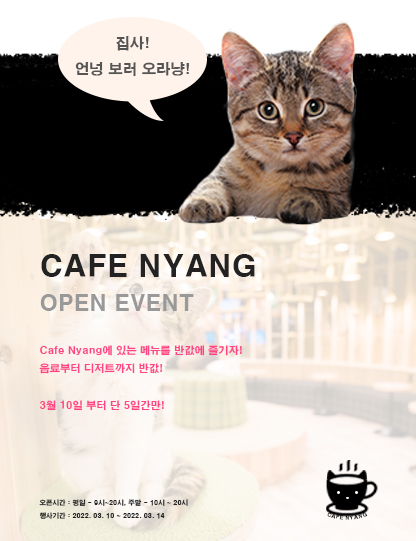 집사!
언넝 보러 오라냥!
CAFE NYANG
OPEN EVENT
Cafe Nyang에 있는 메뉴를 반값에 즐기자!
음료부터 디저트까지 반값!
3월 10일 부터 단 5일간만!
오픈시간 : 평일 - 9시~20시, 주말 - 10시 ~ 20시
행사기간 : 2022. 03. 10 ~ 2022. 03. 14
CAFE NYANG